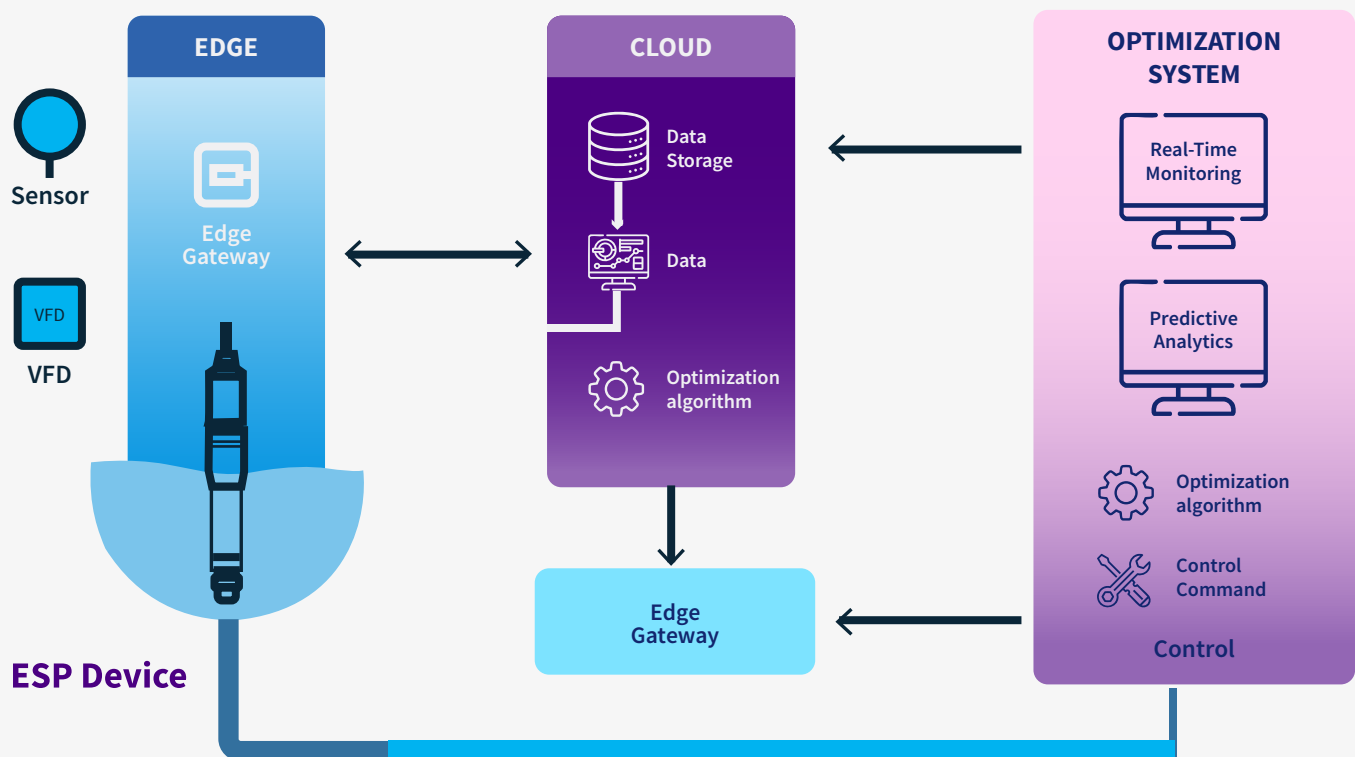 EDGE
Sensor
Edge
Gateway
VFD
VFD
ESP Device
CLOUD
Data
Storage
Data
Optimization
algorithm
Edge
Gateway
OPTIMIZATION
SYSTEM
Real-Time
Monitoring
Predictive
Analytics
Optimization
algorithm
Control
Command
Control